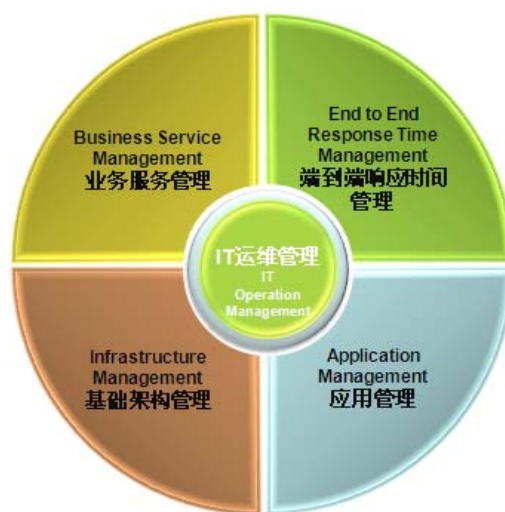 Business Service
Management
业务服务管理
End to End
Response Time
Management
端到端响应时间
管理
IT运维管理
IT
Operation
Management
Infrastructure
Management
基础架构管理
Application
Management
应用管理